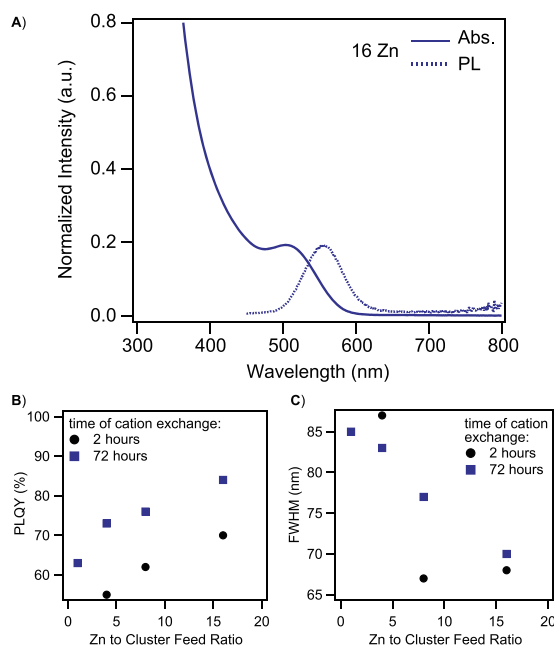 A)
0.8
0.6
0.4
0.2
0.0
Normalized Intensity (a.u.)
16 Zn
Abs.
PL
300 400 500 600 700 800
Wavelength (nm)
B)
100
90
80
70
60
PLQY (%)
time of cation exchange:
2 hours
72 hours
0 5 10 15 20
Zn to Cluster Feed Ratio
C)
85
80
75
70
65
FWHM (nm)
time of cation
exchange:
2 hours
72 hours
0 5 10 15 20
Zn to Cluster Feed Ratio